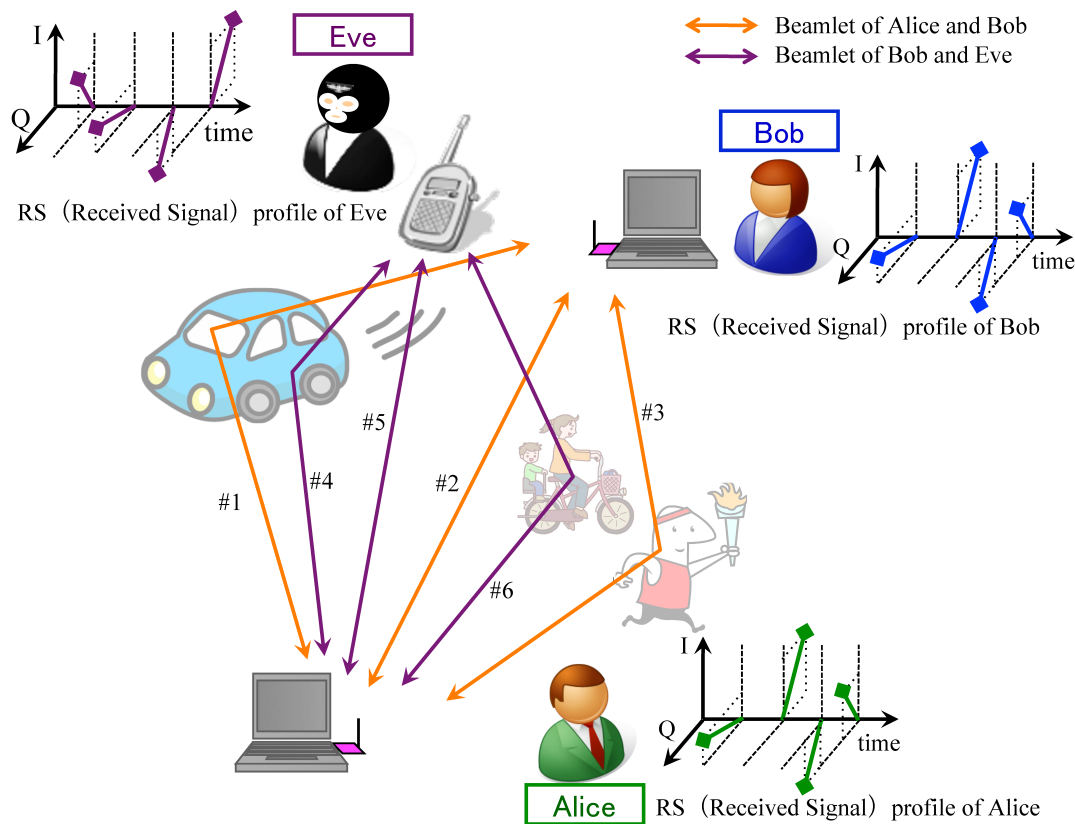 I
Q
time
RS（Received Signal）profile of Eve
Eve
Beamlet of Alice and Bob
Beamlet of Bob and Eve
Bob
I
Q
time
RS（Received Signal）profile of Bob
#1
#4
#5
#2
#3
#6
Alice
I
Q
time
RS（Received Signal）profile of Alice